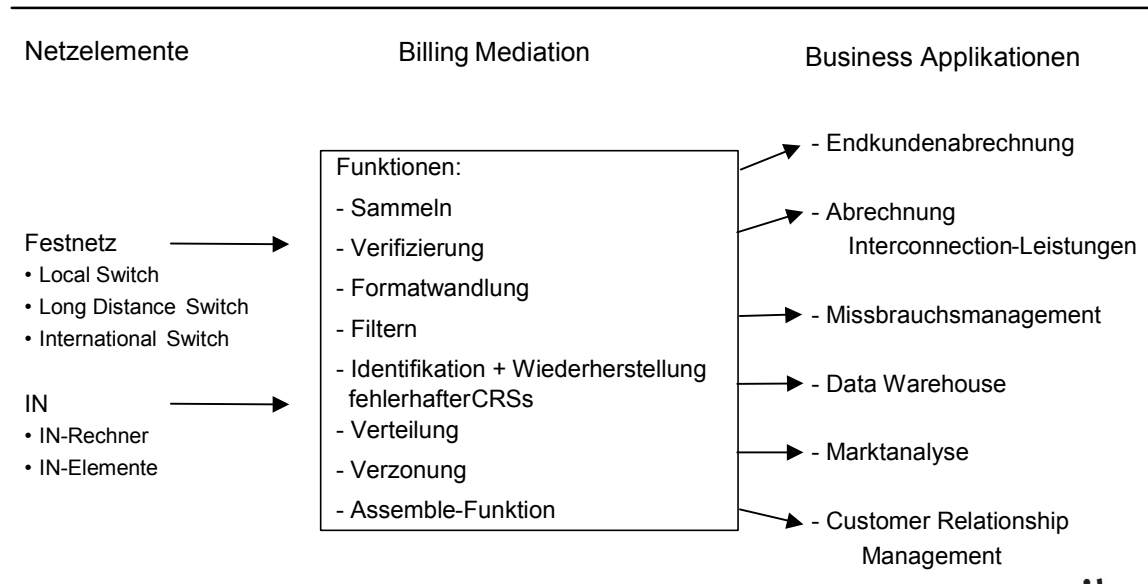 Netzelemente
Billing Mediation
Business Applikationen
Festnetz
• Local Switch
• Long Distance Switch
• International Switch
IN
• IN-Rechner
• IN-Elemente
Funktionen:
- Sammeln
- Verifizierung
- Formatwandlung
- Filtern
- Identifikation + Wiederherstellung
fehlerhafterCRSs
- Verteilung
- Verzonung
- Assemble-Funktion
- Endkundenabrechnung
- Abrechnung
Interconnection-Leistungen
- Missbrauchsmanagement
- Data Warehouse
- Marktanalyse
- Customer Relationship
Management